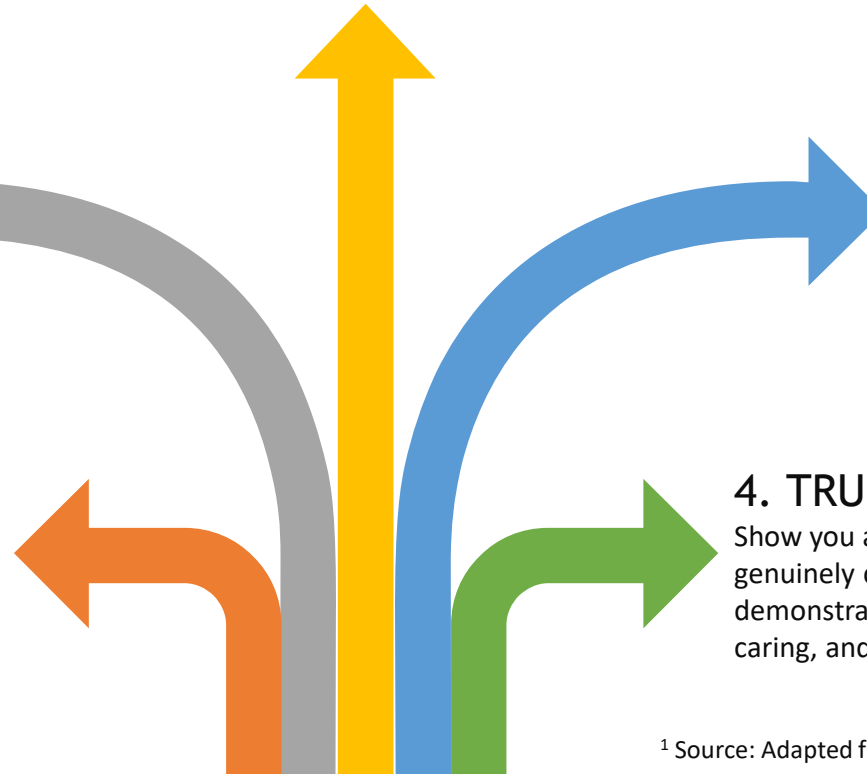 4. TRU
Show you a
genuinely
demonstra
caring, and
¹ Source: Adapted f